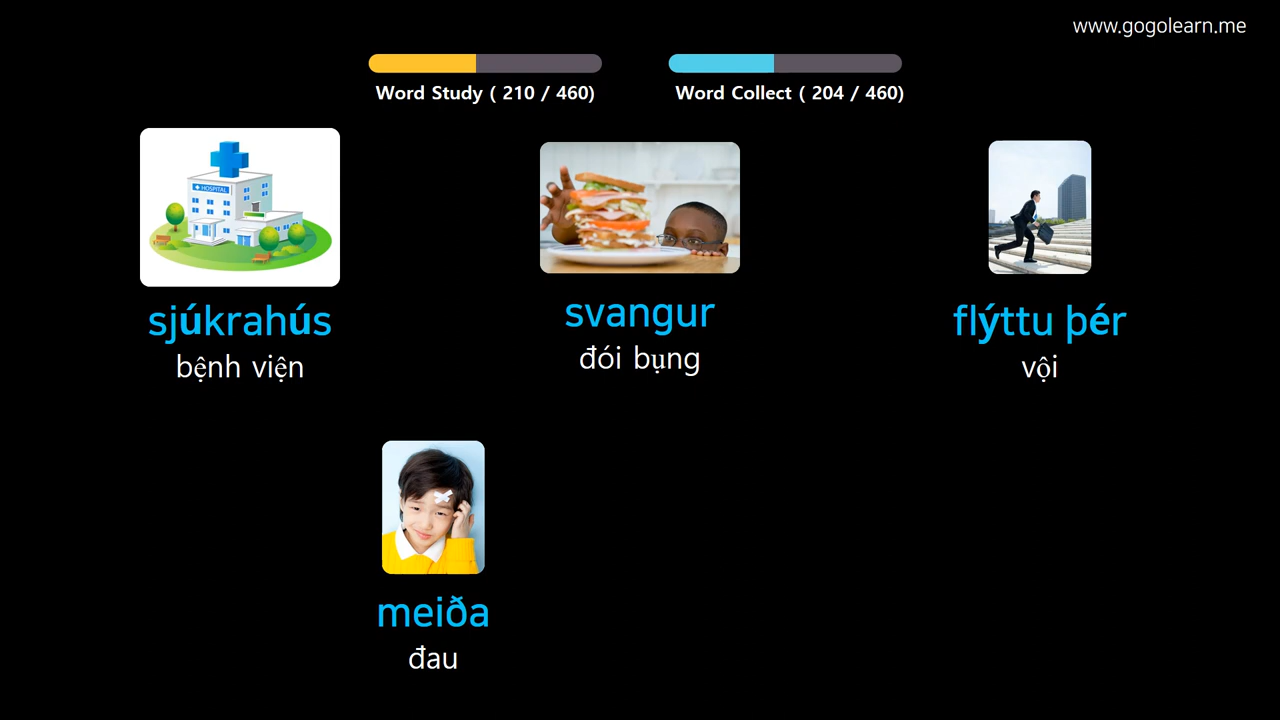 www.gogolearn.me
Word Study ( 210 / 460)
Word Collect ( 204 / 460)
HOSPITAL
sjúkrahús
bệnh viện
svangur
đói bụng
flýttu þér
vội
meiða
đau